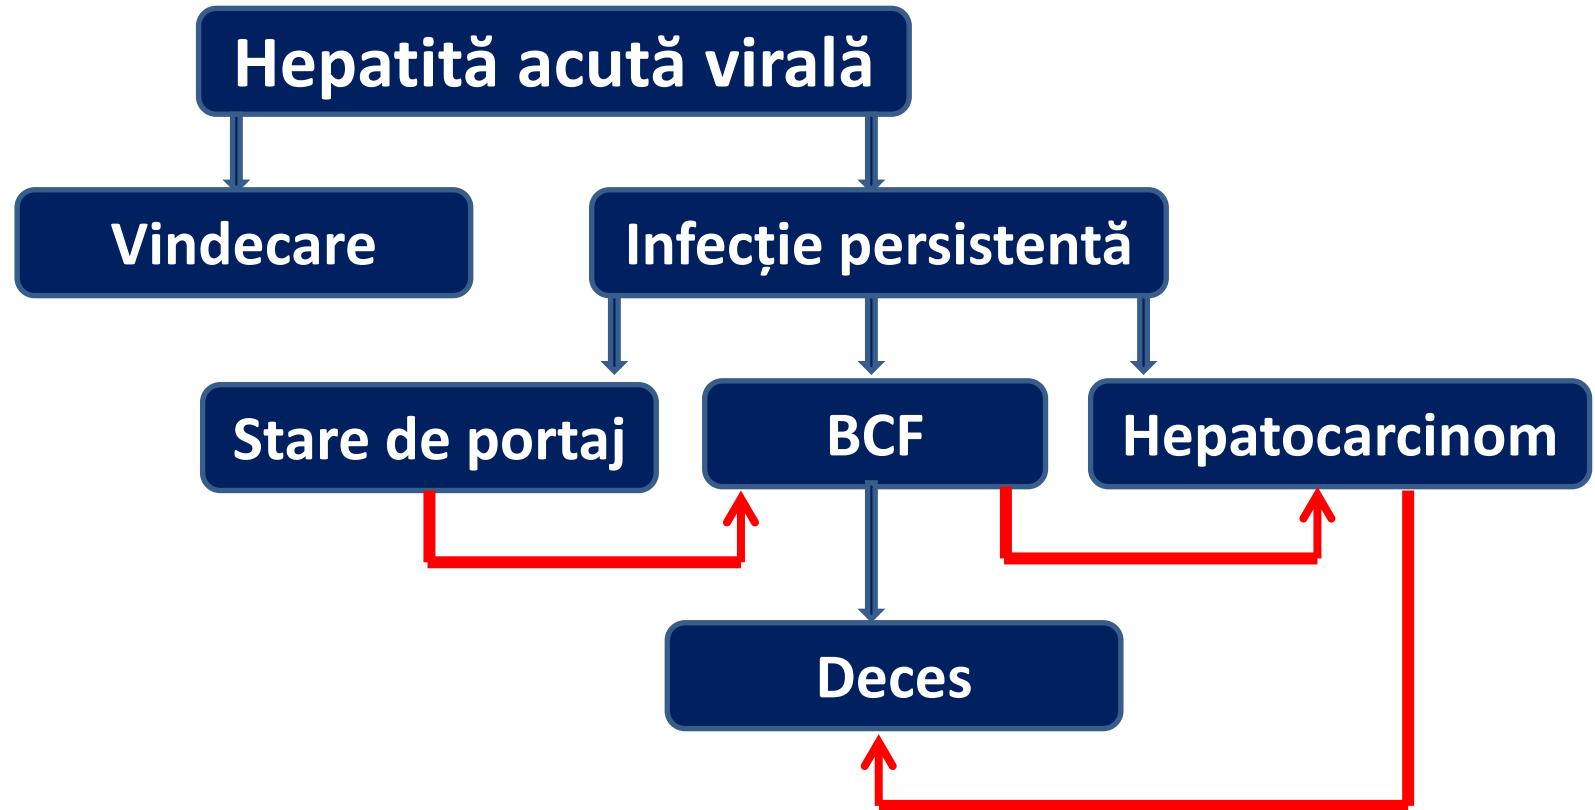 Hepatită acută virală
Vindecare
Infecție persistentă
Stare de portaj
BCF
Hepatocarcinom
Deces